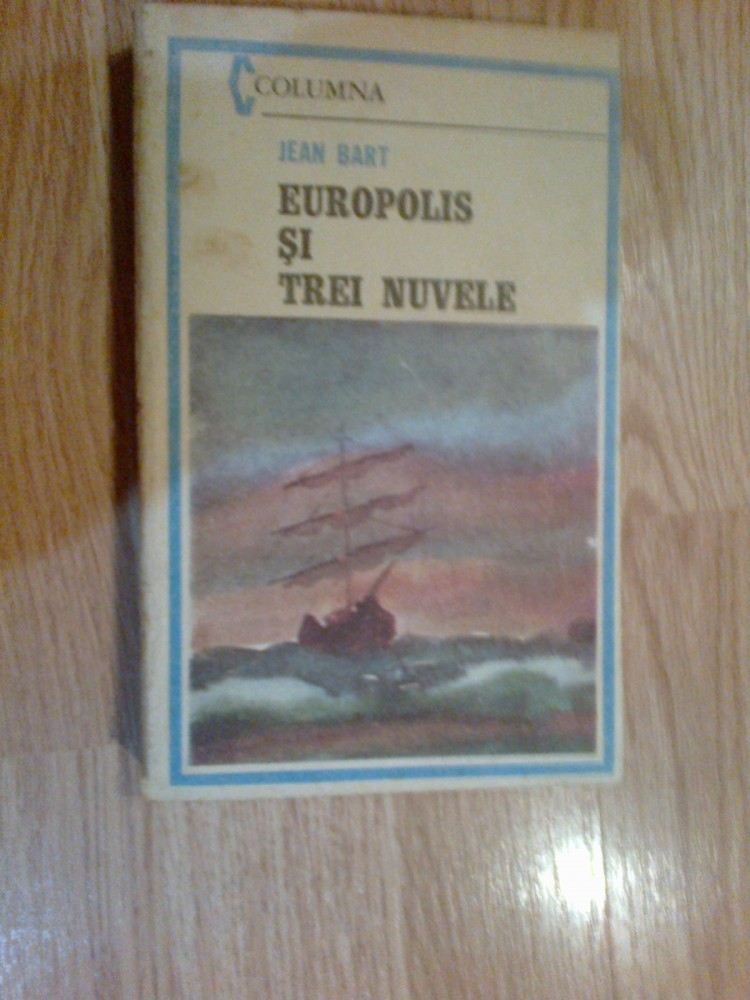 COLUMNA
JEAN BART
EUROPOLIS
ŞI
TREI NUVELE